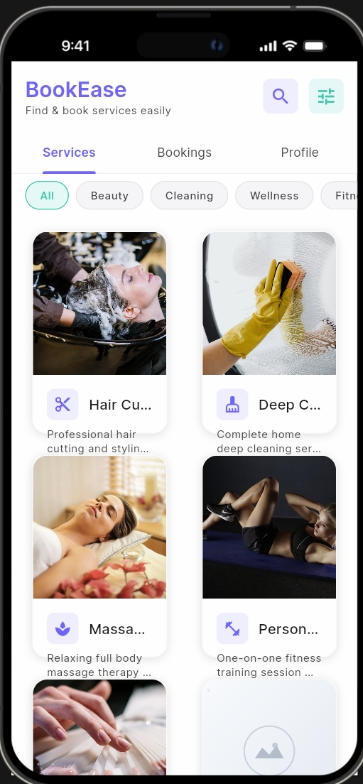 9:41
BookEase
Find & book services easily
Services Bookings Profile
All Beauty Cleaning Wellness Fitn
Hair Cu... Deep C...
Professional hair Complete home
cutting and stylin... deep cleaning ser...
Massa... Person...
Relaxing full body One-on-one fitness
massage therapy ... training session ...